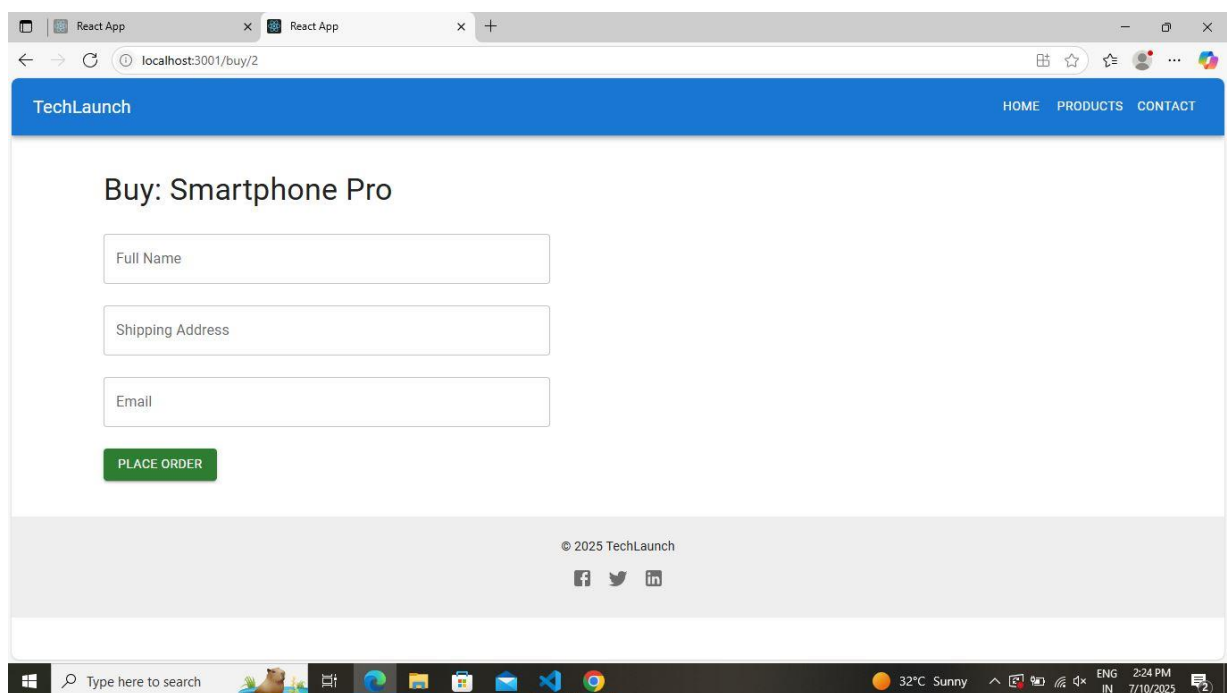 React App
React App
localhost:3001/buy/2
TechLaunch
HOME PRODUCTS CONTACT
Buy: Smartphone Pro
Full Name
Shipping Address
Email
PLACE ORDER
© 2025 TechLaunch
Type here to search
32°C Sunny
ENG
IN
2:24 PM
7/10/2025
2